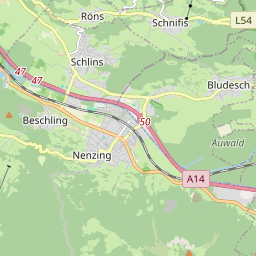 Röns
Schnifis
L54
Schlins
47
47
Bludesch
50
Beschling
Auwald
Nenzing
A14